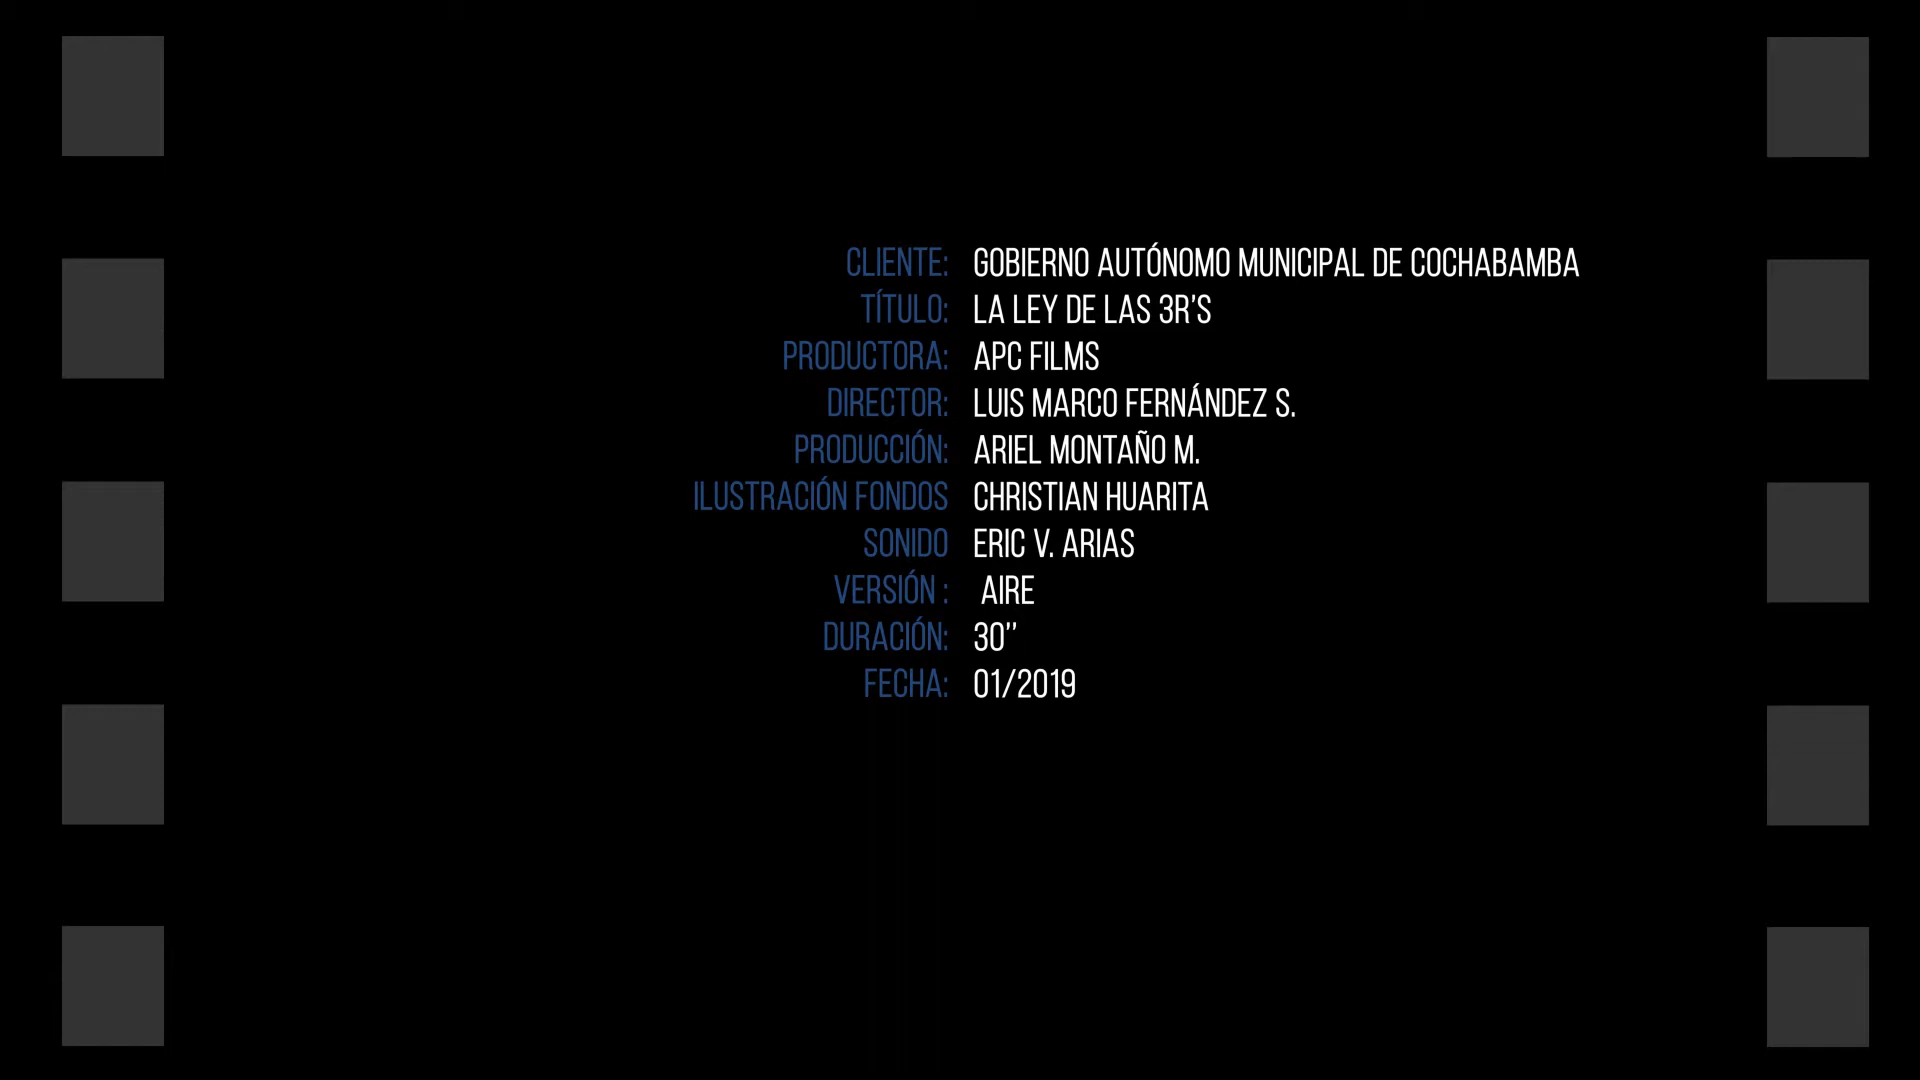 CLIENTE: GOBIERNO AUTÓNOMO MUNICIPAL DE COCHABAMBA
TÍTULO: LA LEY DE LAS 3R'S
PRODUCTORA: APC FILMS
DIRECTOR: LUIS MARCO FERNÁNDEZ S.
PRODUCCIÓN: ARIEL MONTAÑO M.
ILUSTRACIÓN FONDOS CHRISTIAN HUARITA
SONIDO ERIC V. ARIAS
VERSIÓN : AIRE
DURACIÓN: 30’’
FECHA: 01/2019